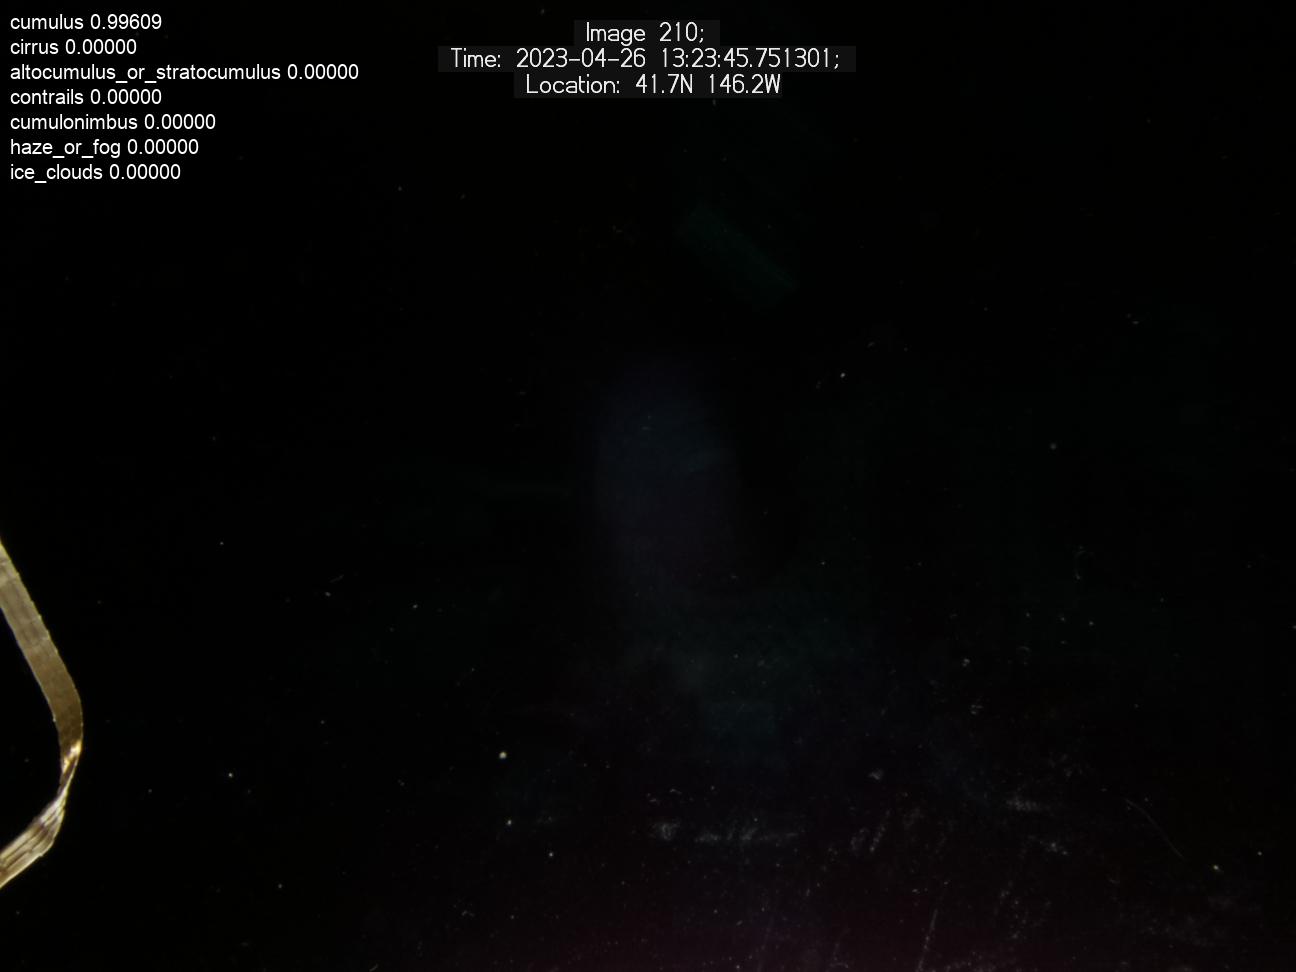 cumulus 0.99609
cirrus 0.00000
altocumulus_or_stratocumulus 0.00000
contrails 0.00000
cumulonimbus 0.00000
haze_or_fog 0.00000
ice_clouds 0.00000
Image 210;
Time: 2023-04-26 13:23:45.751301;
Location: 41.7N 146.2W